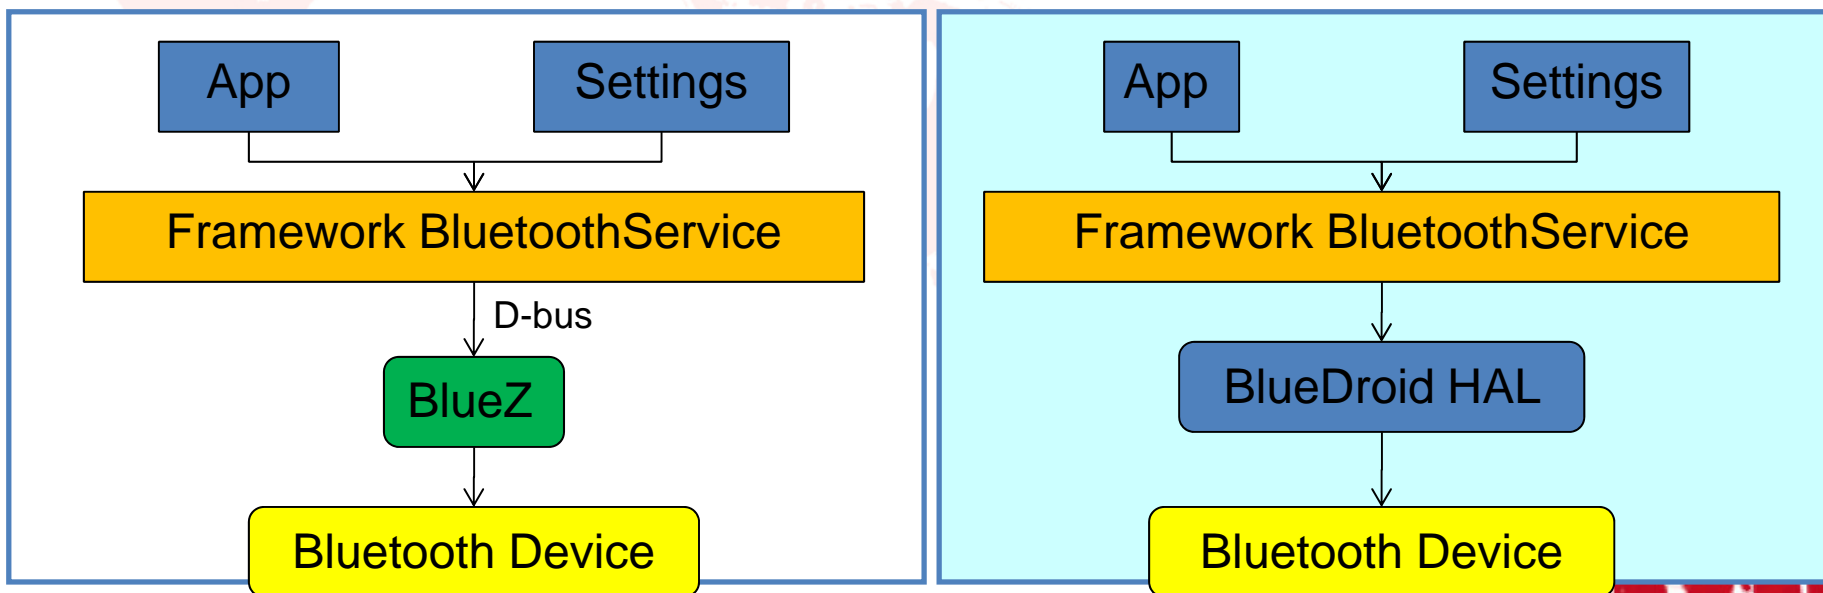 App
Settings
Framework BluetoothService
D-bus
BlueZ
Bluetooth Device
App
Settings
Framework BluetoothService
BlueDroid HAL
Bluetooth Device